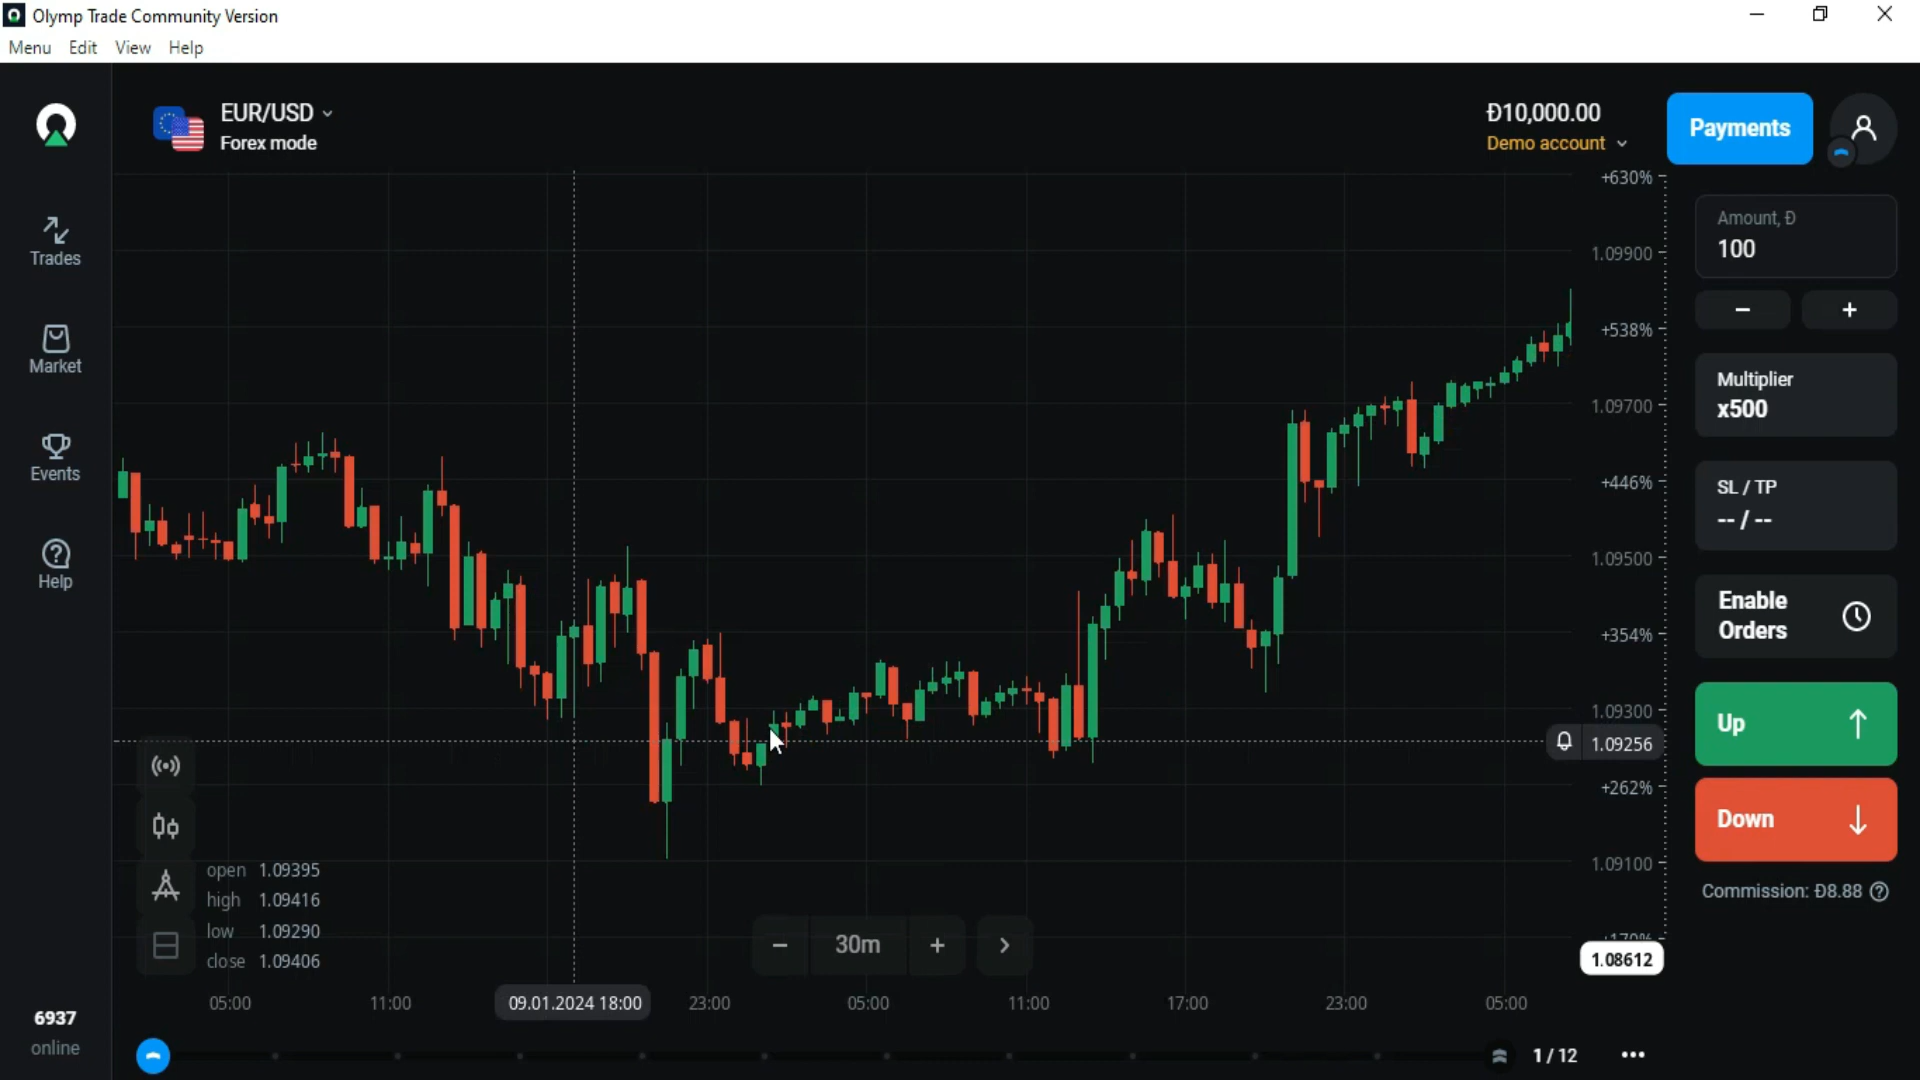 Olymp Trade Community Version
Menu Edit View Help
EUR/USD
Forex mode
Đ10,000.00
Demo account
Payments
Trades
Market
Events
Help
6937
online
+630%
1.09900
+538%
1.09700
+446%
1.09500
+354%
1.09300
1.09256
+262%
1.09100
1.08612
Amount, Đ
100
Multiplier
x500
SL / TP
-- / --
Enable
Orders
Up
Down
Commission: Đ8.88
open 1.09395
high 1.09416
low 1.09290
close 1.09406
30m
05:00 11:00 09.01.2024 18:00 23:00 05:00 11:00 17:00 23:00 05:00
1 / 12